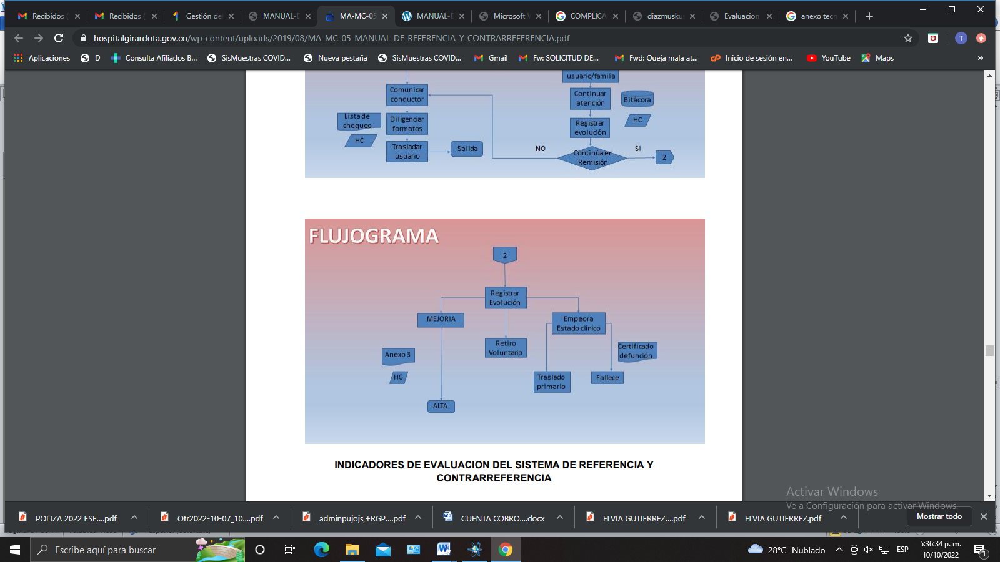 Recibidos (
Recibidos (
Gestión de
MANUAL-D
MA-MC-05
MANUAL-D
Microsoft W
COMPLICA
diazmusku
Evaluacion
anexo tecn
hospitalgirardota.gov.co/wp-content/uploads/2019/08/MA-MC-05-MANUAL-DE-REFERENCIA-Y-CONTRARREFERENCIA.pdf
T
Aplicaciones
D
Consulta Afiliados B...
SisMuestras COVID...
Nueva pestaña
SisMuestras COVID...
Gmail
Fw: SOLICITUD DE...
Fwd: Queja mala at...
Inicio de sesión en...
YouTube
Maps
»
usuario/familia
Comunicar
conductor
Continuar
atención
Bitácora
Lista de
chequeo
Diligenciar
formatos
Registrar
evolución
HC
HC
Trasladar
usuario
Salida
NO
Continúa en
Remisión
SI
2
FLUJOGRAMA
2
Registrar
Evolución
MEJORIA
Empeora
Estado clínico
Retiro
Voluntario
Certificado
defunción
Anexo 3
HC
Traslado
primario
Fallece
ALTA
INDICADORES DE EVALUACION DEL SISTEMA DE REFERENCIA Y
CONTRARREFERENCIA
Activar Windows
Ve a Configuración para activar Windows.
POLIZA 2022 ESE....pdf
Otr2022-10-07_10....pdf
adminpujojs,+RGP....pdf
CUENTA COBRO....docx
ELVIA GUTIERREZ....pdf
ELVIA GUTIERREZ.pdf
Mostrar todo
Escribe aquí para buscar
28°C Nublado
ESP
5:36:34 p. m.
10/10/2022
1